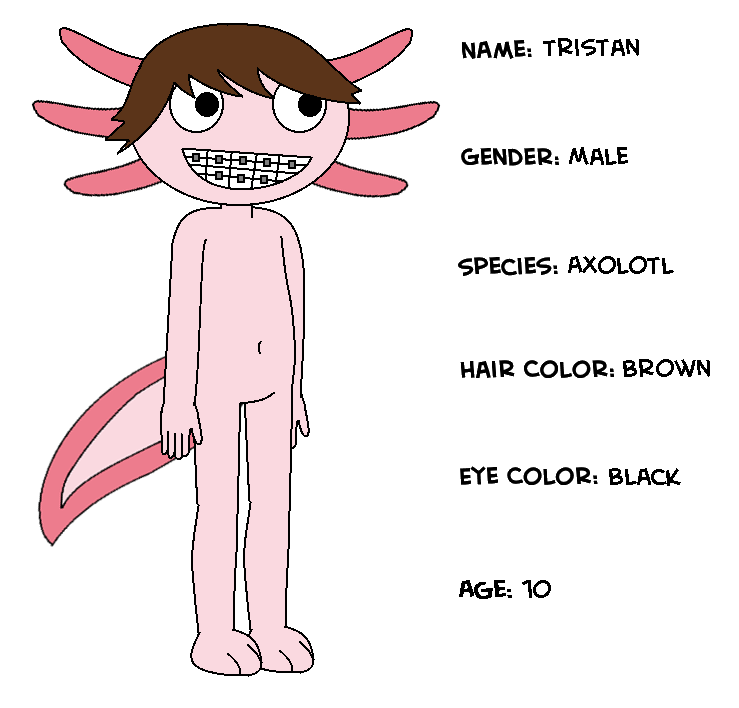 NAME: TRISTAN
GENDER: MALE
SPECIES: AXOLOTL
HAIR COLOR: BROWN
EYE COLOR: BLACK
AGE: 10